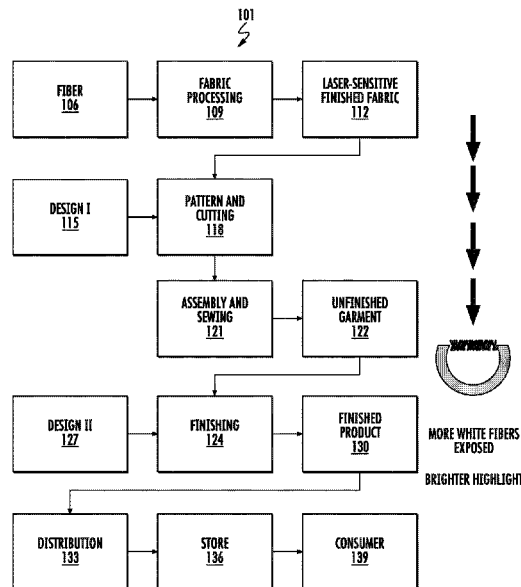 101
FIBER
106
FABRIC
PROCESSING
109
LASER-SENSITIVE
FINISHED FABRIC
112
DESIGN I
115
PATTERN AND
CUTTING
118
ASSEMBLY AND
SEWING
121
UNFINISHED
GARMENT
122
DESIGN II
127
FINISHING
124
FINISHED
PRODUCT
130
MORE WHITE FIBERS
EXPOSED
BRIGHTER HIGHLIGHT
DISTRIBUTION
133
STORE
136
CONSUMER
139